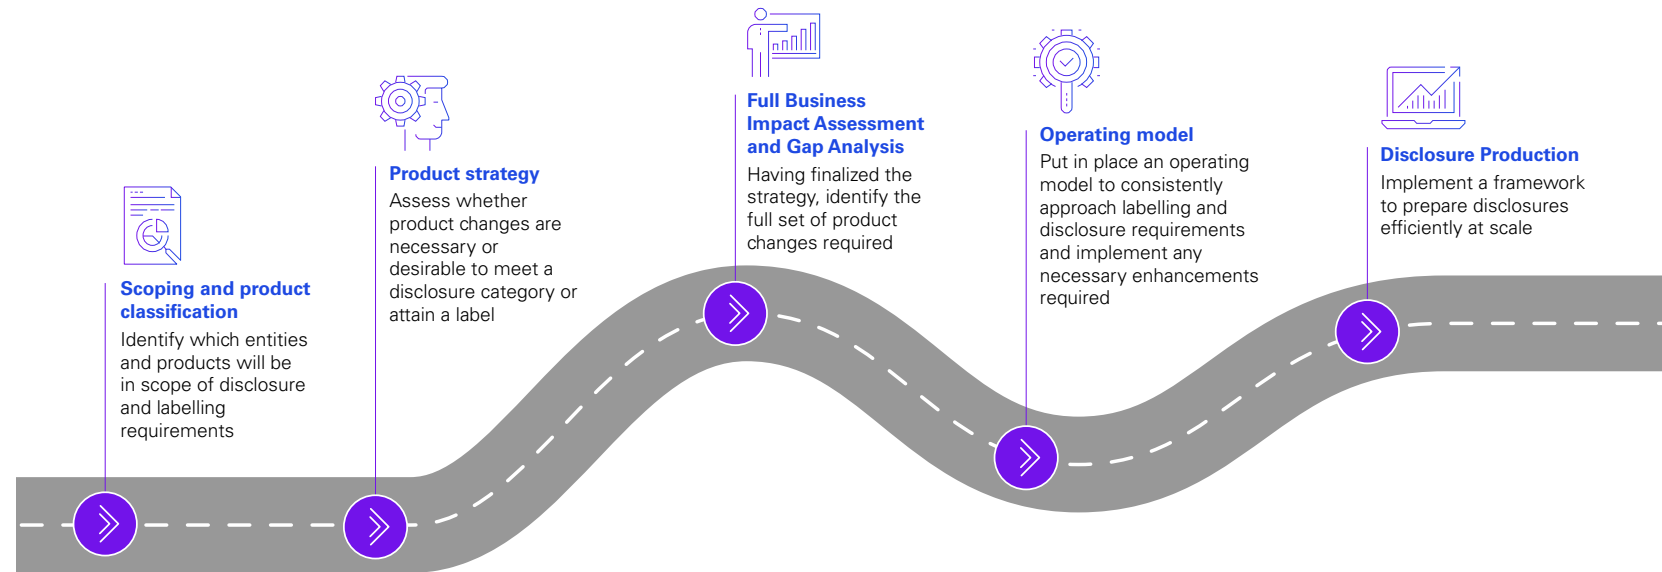 Scoping and product
classification
Identify which entities
and products will be
in scope of disclosure
and labelling
requirements
Product strategy
Assess whether
product changes are
necessary or
desirable to meet a
disclosure category or
attain a label
Full Business
Impact Assessment
and Gap Analysis
Having finalized the
strategy, identify the
full set of product
changes required
Operating model
Put in place an operating
model to consistently
approach labelling and
disclosure requirements
and implement any
necessary enhancements
required
Disclosure Production
Implement a framework
to prepare disclosures
efficiently at scale